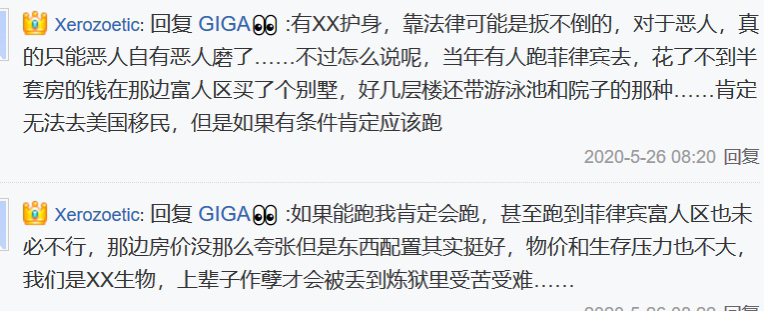 Xerozoetic: 回复 GIGA👀 :有XX护身，靠法律可能是扳不倒的，对于恶人，真
的只能恶人自有恶人磨了……不过怎么说呢，当年有人跑菲律宾去，花了不到半
套房的钱在那边富人区买了个别墅，好几层楼还带游泳池和院子的那种……肯定
无法去美国移民，但是如果有条件肯定应该跑
2020-5-26 08:20 回复
Xerozoetic: 回复 GIGA👀 :如果能跑我肯定会跑，甚至跑到菲律宾富人区也未
必不行，那边房价没那么夸张但是东西配置其实挺好，物价和生存压力也不大，
我们是XX生物，上辈子作孽才会被丢到炼狱里受苦受难……